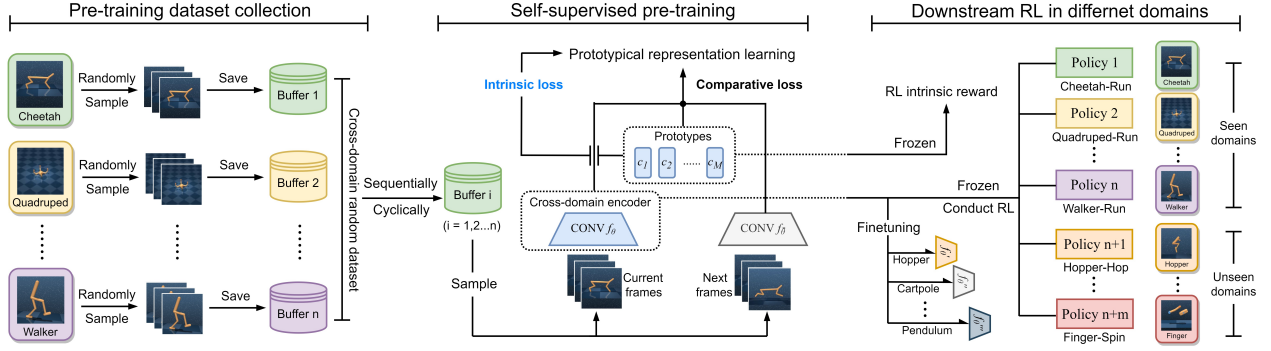 Pre-training dataset collection
Cheetah
Randomly
Sample
Save
Buffer 1
Quadruped
Randomly
Sample
Save
Buffer 2
Walker
Randomly
Sample
Save
Buffer n
Cross-domain random dataset
Sequentially
Cyclically
Self-supervised pre-training
Prototypical representation learning
Intrinsic loss
Comparative loss
Prototypes
c1 c2 ...... cM
Buffer i
(i = 1,2...n)
Cross-domain encoder
CONV fθ
CONV fθ̄
Sample
Current
frames
Next
frames
Downstream RL in differnet domains
RL intrinsic reward
Frozen
Frozen
Conduct RL
Finetuning
Hopper
Cartpole
Pendulum
Policy 1
Cheetah-Run
Cheetah
Policy 2
Quadruped-Run
Quadruped
Policy n
Walker-Run
Walker
Policy n+1
Hopper-Hop
Hopper
Policy n+m
Finger-Spin
Finger
Seen
domains
Unseen
domains